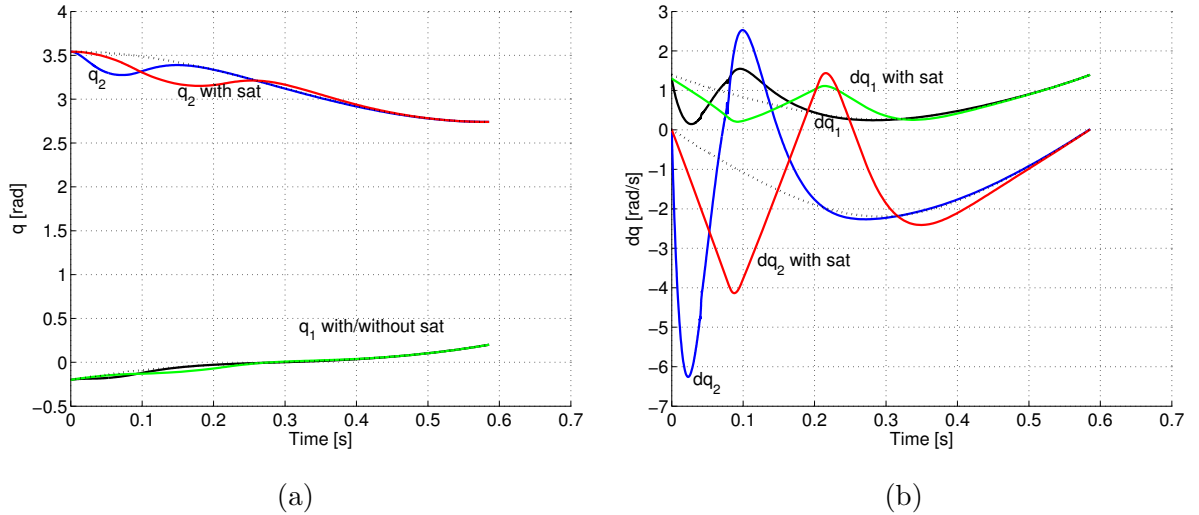 4
3.5
3
2.5
2
1.5
1
0.5
0
−0.5
q [rad]
q2
q2 with sat
q1 with/without sat
0 0.1 0.2 0.3 0.4 0.5 0.6 0.7
Time [s]
(a)
3
2
1
0
−1
−2
−3
−4
−5
−6
−7
dq [rad/s]
dq1 with sat
dq1
dq2 with sat
dq2
0 0.1 0.2 0.3 0.4 0.5 0.6 0.7
Time [s]
(b)